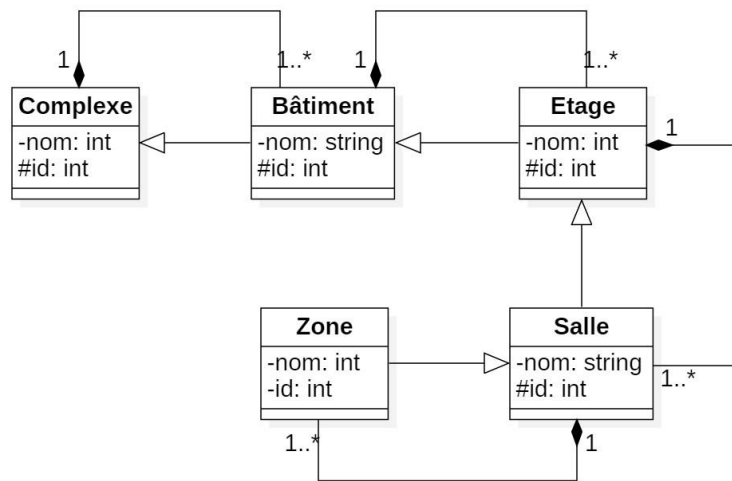 1
1..*
1
1..*
Complexe
-nom: int
#id: int
Bâtiment
-nom: string
#id: int
Etage
-nom: int
#id: int
1
Zone
-nom: int
-id: int
Salle
-nom: string
#id: int
1..*
1..*
1